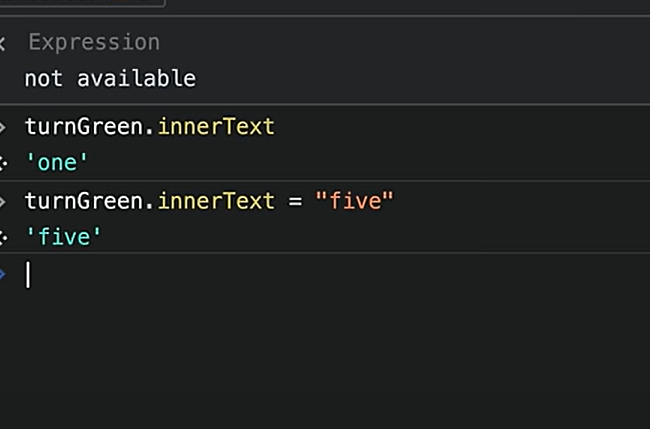 Expression
not available
turnGreen.innerText
'one'
turnGreen.innerText = "five"
'five'